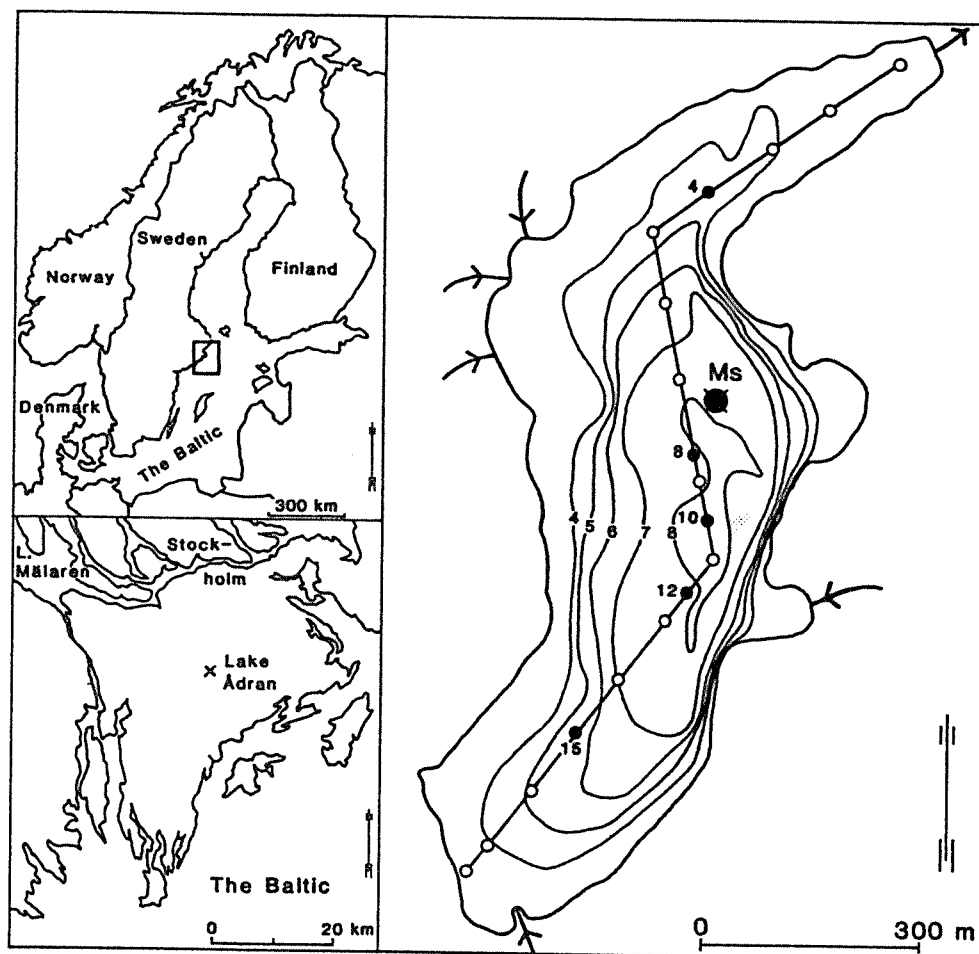 Sweden
Norway
Finland
Denmark
The Baltic
300 km
L.
Mälaren
Stock-
holm
Lake
Ådran
The Baltic
0 20 km
4
Ms
8
10
4
5
6
7
8
12
15
0 300 m